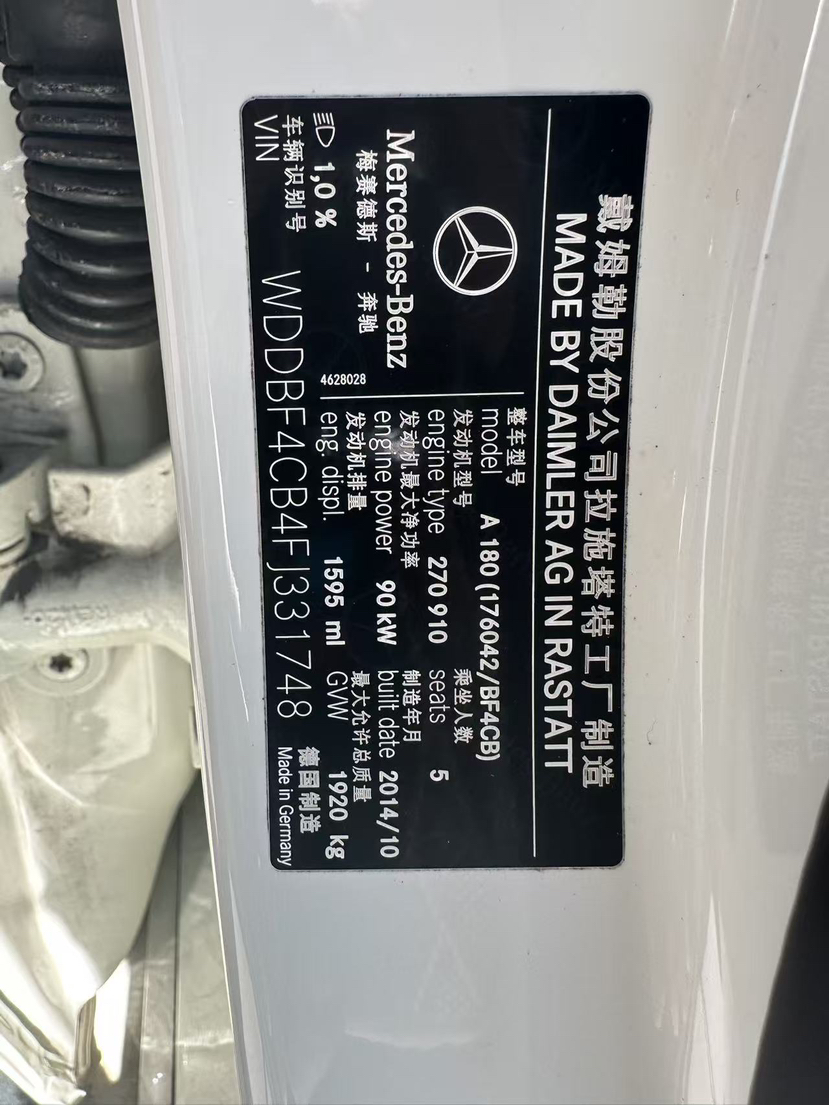 戴姆勒股份公司拉施塔特工厂制造
MADE BY DAIMLER AG IN RASTATT
Mercedes-Benz
梅赛德斯 - 奔驰
1,0 %
4628028
整车型号
model A 180 (176042/BF4CB)
发动机型号 乘坐人数
engine type 270 910 seats 5
发动机最大净功率 制造年月
engine power 90 kW built date 2014/10
发动机排量 最大允许总质量
eng. displ. 1595 ml GVW 1920 kg
车辆识别号 德国制造
VIN WDDBF4CB4FJ331748 Made in Germany